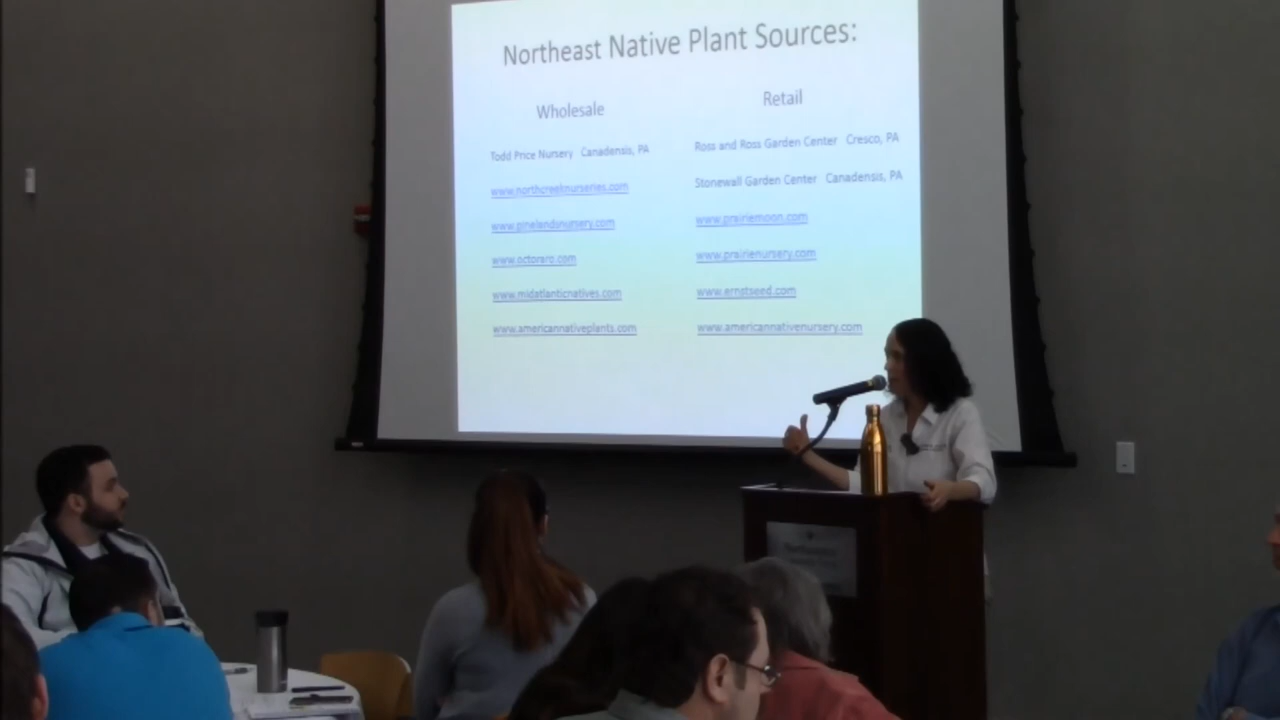 Northeast Native Plant Sources:
Wholesale
Todd Price Nursery Canadensis, PA
www.northcreeknurseries.com
www.pinelandsnursery.com
www.octoraro.com
www.midatlanticnatives.com
www.americannativeplants.com
Retail
Ross and Ross Garden Center Cresco, PA
Stonewall Garden Center Canadensis, PA
www.prairiemoon.com
www.prairienursery.com
www.ernstseed.com
www.americannativenursery.com